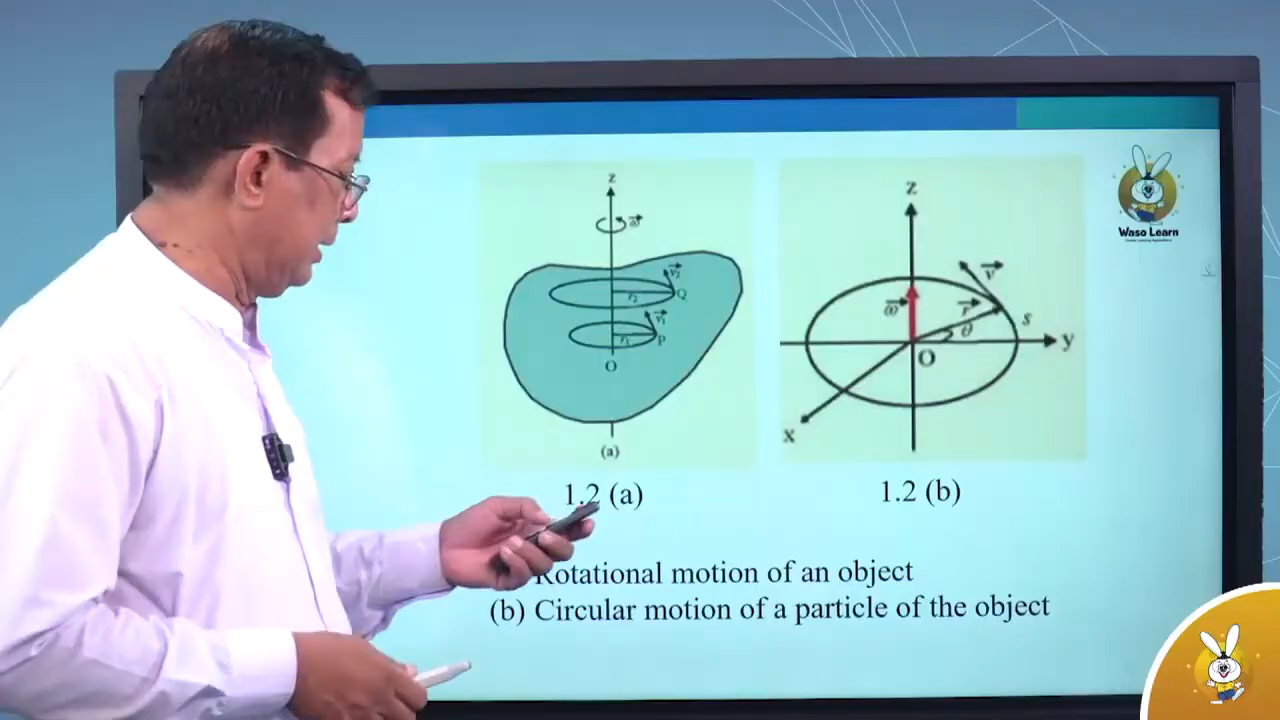 z
ω
v₂
r₂ Q
v₁
r₁ P
O
(a)
1.2 (a)
z
v
ω r
θ s
y
O
x
1.2 (b)
Rotational motion of an object
(b) Circular motion of a particle of the object
Waso Learn